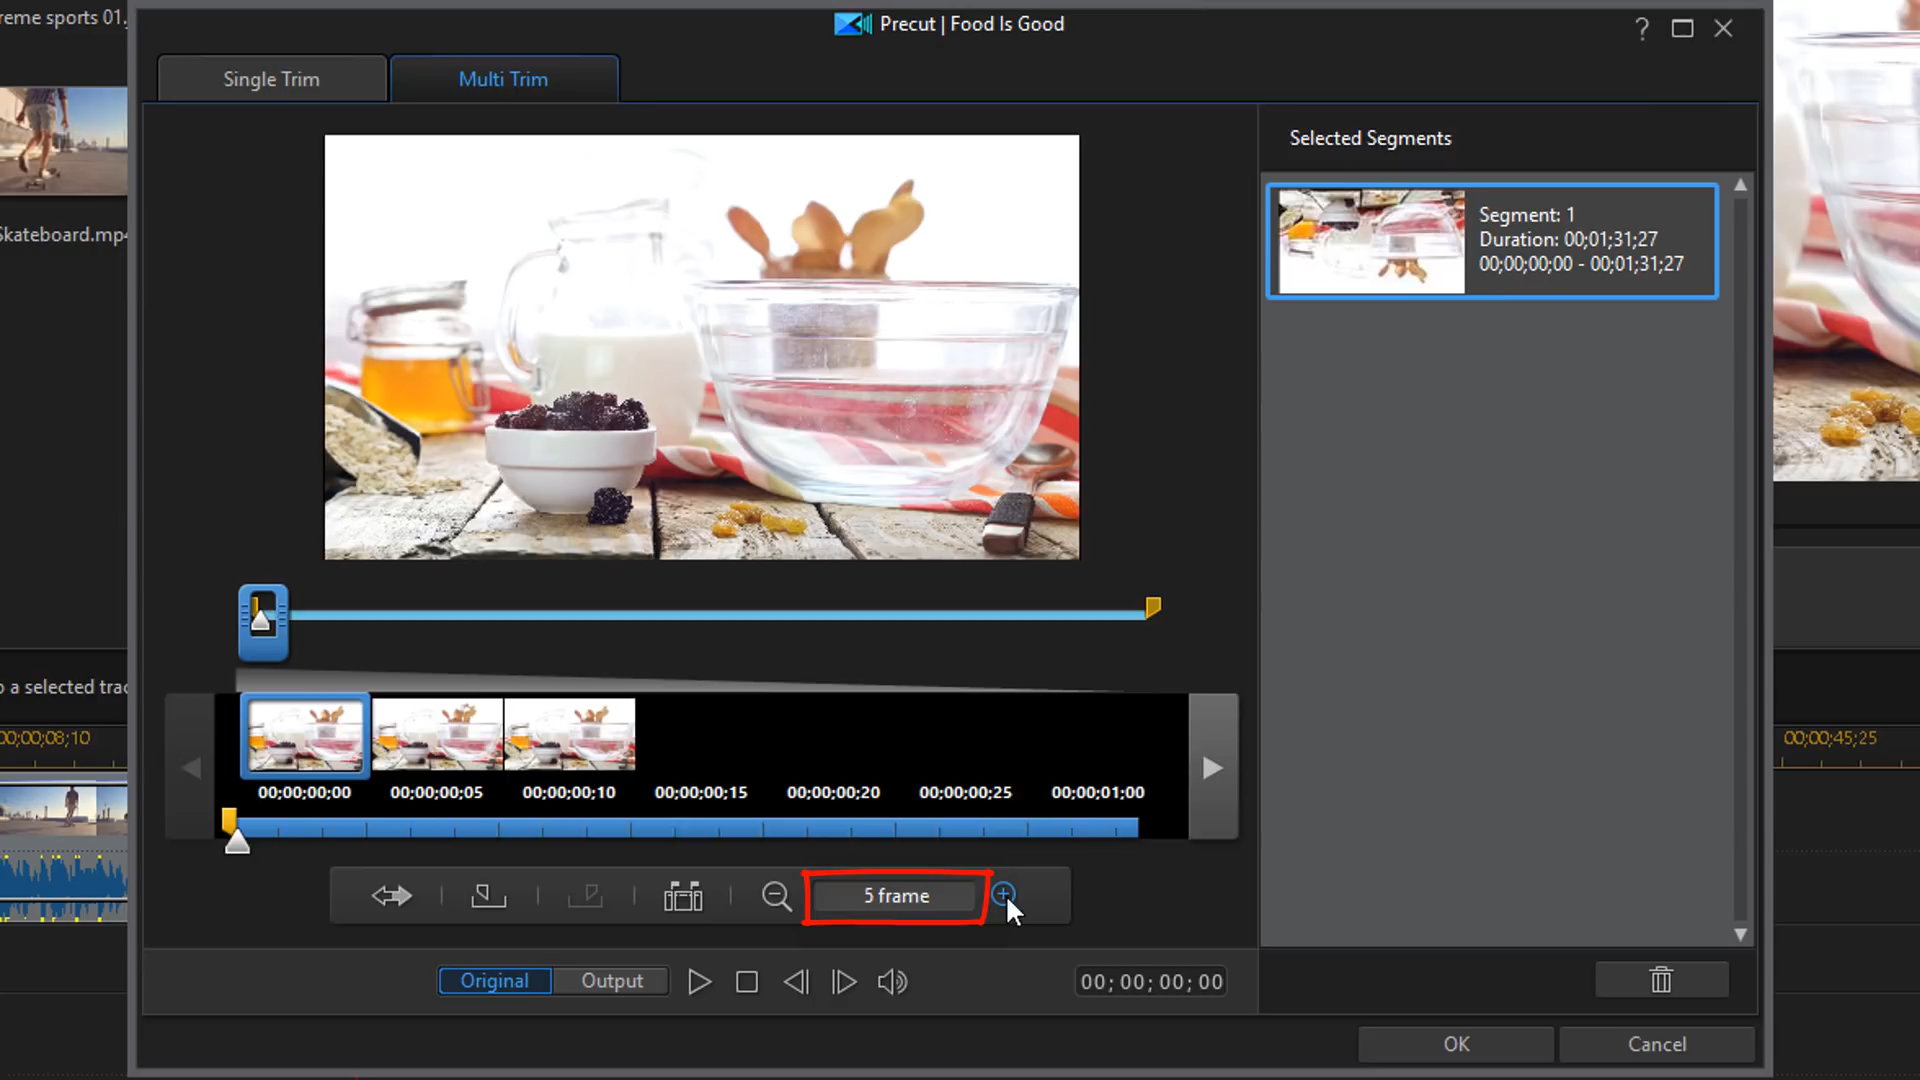 reme sports 01.
Precut | Food Is Good
?
Single Trim
Multi Trim
Selected Segments
Segment: 1
Duration: 00;01;31;27
00;00;00;00 - 00;01;31;27
Skateboard.mp4
o a selected trac
00;00;08;10
00;00;45;25
00;00;00;00
00;00;00;05
00;00;00;10
00;00;00;15
00;00;00;20
00;00;00;25
00;00;01;00
5 frame
Original
Output
00; 00; 00; 00
OK
Cancel